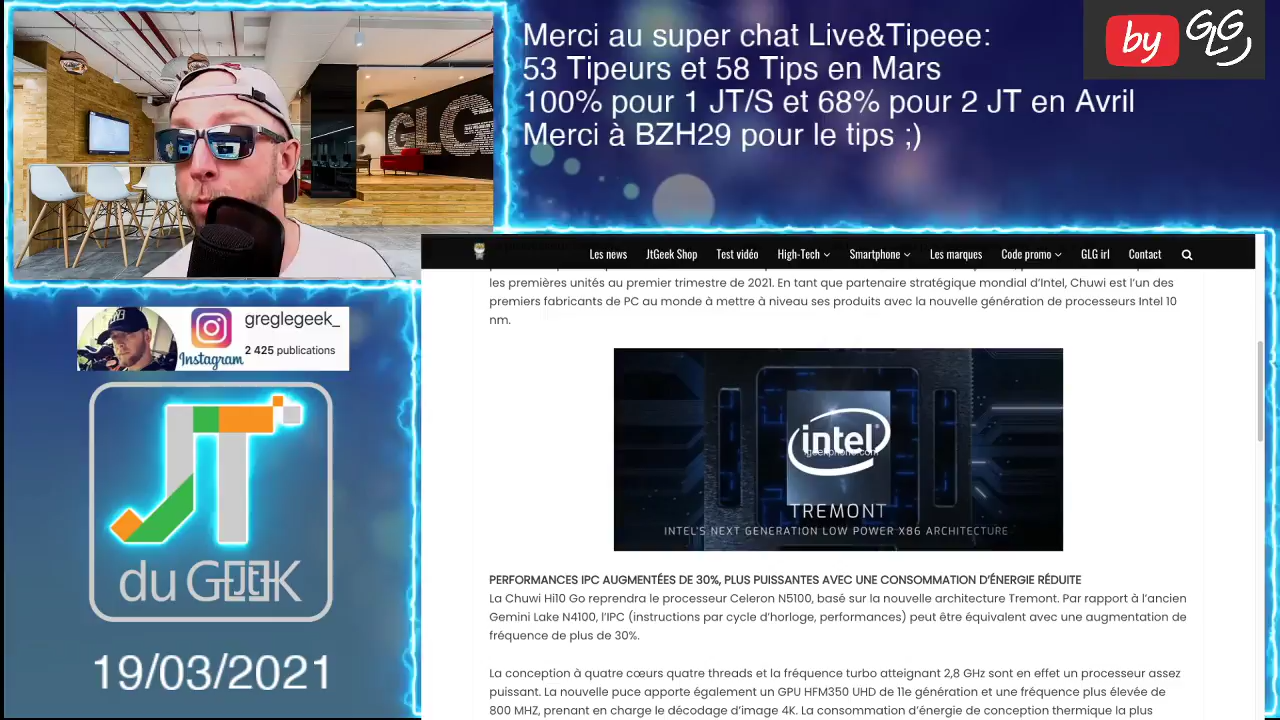 Merci au super chat Live&Tipeee:
53 Tipeurs et 58 Tips en Mars
100% pour 1 JT/S et 68% pour 2 JT en Avril
Merci à BZH29 pour le tips ;)
by GLG
GLG
greglegeek_
Instagram
2 425 publications
JT
du GEEK
19/03/2021
Les news JtGeek Shop Test vidéo High-Tech Smartphone Les marques Code promo GLG irl Contact
les premières unités au premier trimestre de 2021. En tant que partenaire stratégique mondial d'Intel, Chuwi est l'un des
premiers fabricants de PC au monde à mettre à niveau ses produits avec la nouvelle génération de processeurs Intel 10
nm.
intel
igeekphone.com
TREMONT
INTEL'S NEXT GENERATION LOW POWER X86 ARCHITECTURE
PERFORMANCES IPC AUGMENTÉES DE 30%, PLUS PUISSANTES AVEC UNE CONSOMMATION D'ÉNERGIE RÉDUITE
La Chuwi Hi10 Go reprendra le processeur Celeron N5100, basé sur la nouvelle architecture Tremont. Par rapport à l'ancien
Gemini Lake N4100, l'IPC (instructions par cycle d'horloge, performances) peut être équivalent avec une augmentation de
fréquence de plus de 30%.
La conception à quatre cœurs quatre threads et la fréquence turbo atteignant 2,8 GHz sont en effet un processeur assez
puissant. La nouvelle puce apporte également un GPU HFM350 UHD de 11e génération et une fréquence plus élevée de
800 MHZ, prenant en charge le décodage d'image 4K. La consommation d'énergie de conception thermique la plus